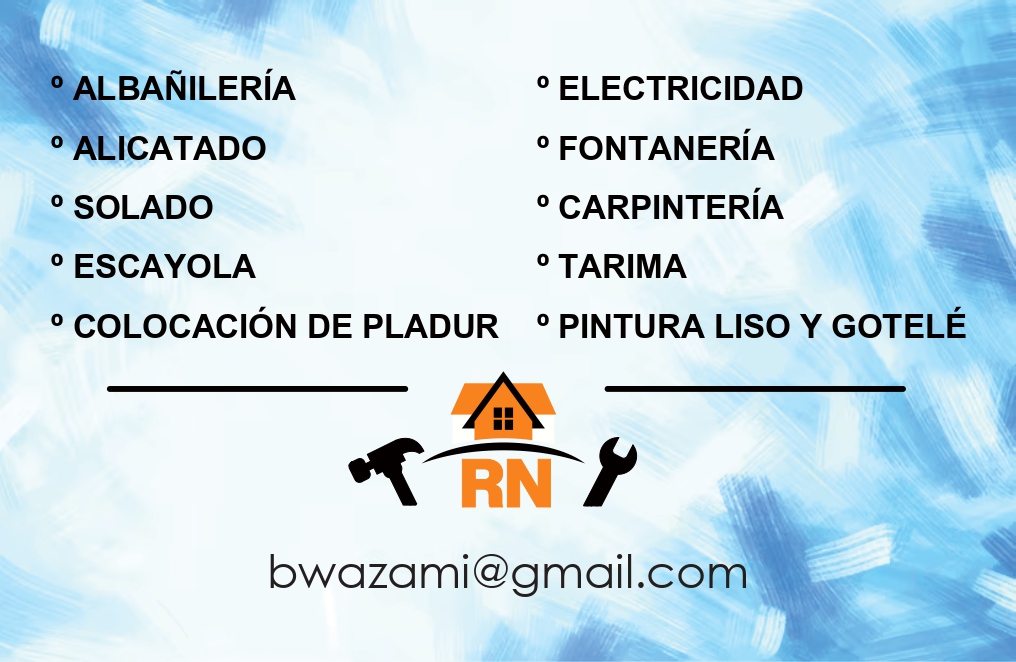 º ALBAÑILERÍA
º ALICATADO
º SOLADO
º ESCAYOLA
º COLOCACIÓN DE PLADUR
º ELECTRICIDAD
º FONTANERÍA
º CARPINTERÍA
º TARIMA
º PINTURA LISO Y GOTELÉ
RN
bwazami@gmail.com